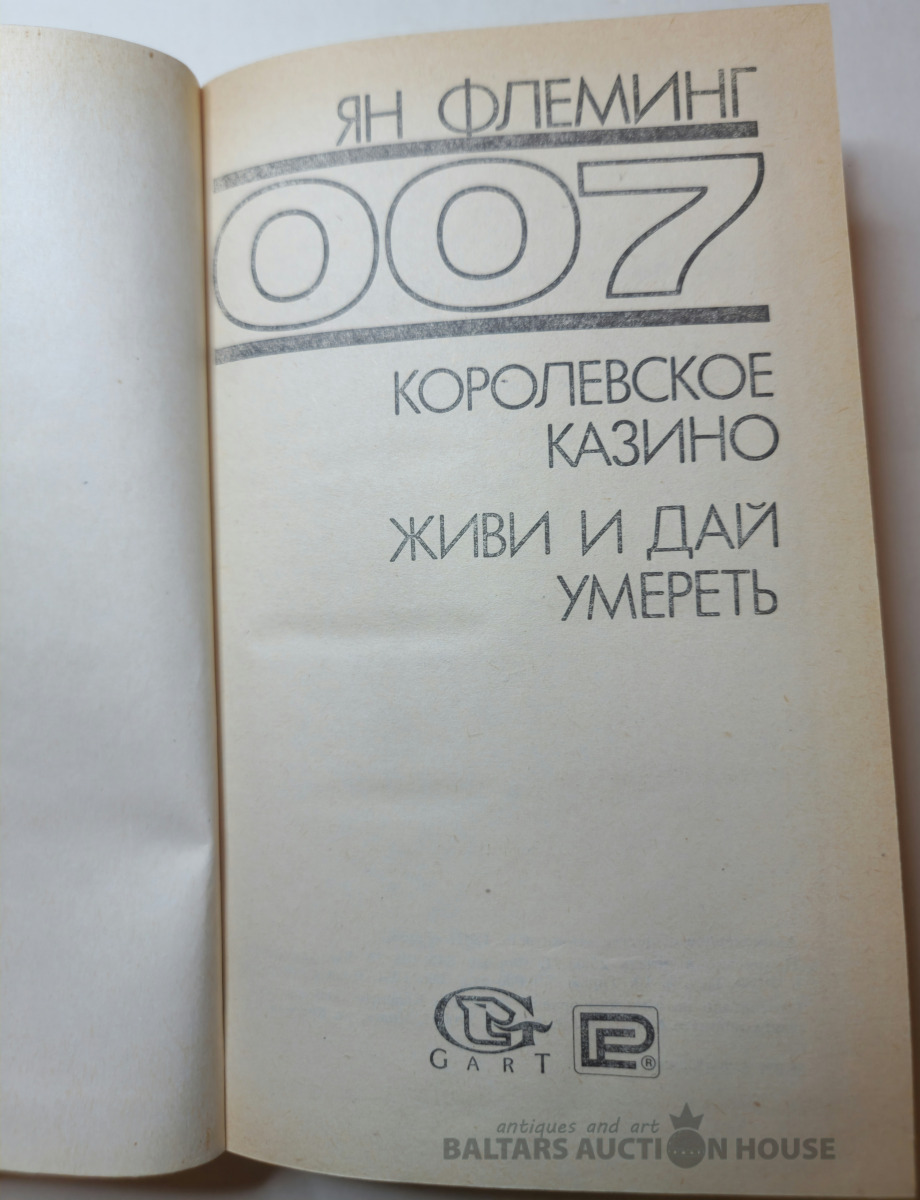 ЯН ФЛЕМИНГ
007
КОРОЛЕВСКОЕ
КАЗИНО
ЖИВИ И ДАЙ
УМЕРЕТЬ
GART
®
antiques and art
BALTARS AUCTION HOUSE